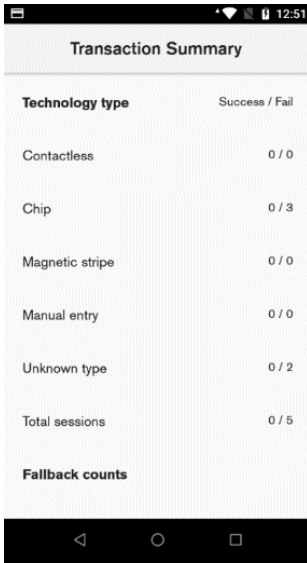 12:51
Transaction Summary
Technology type Success / Fail
Contactless 0 / 0
Chip 0 / 3
Magnetic stripe 0 / 0
Manual entry 0 / 0
Unknown type 0 / 2
Total sessions 0 / 5
Fallback counts